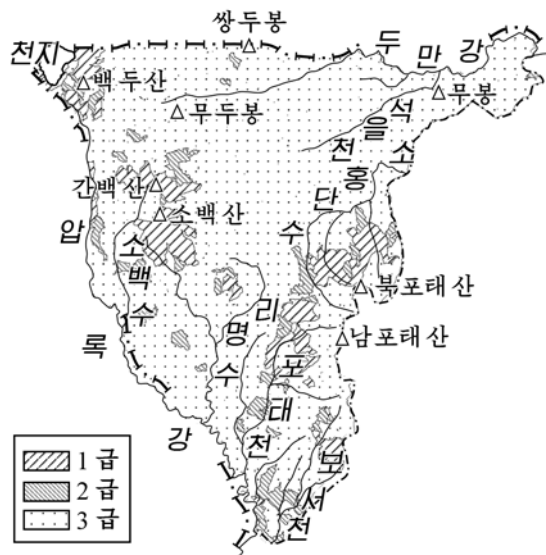 쌍두봉
천지
두만강
백두산
무봉
무두봉
석을천
소홍단수
간백산
소백산
압록강
소백수
리명수
북포태산
남포태산
포태천
보서천
1급
2급
3급